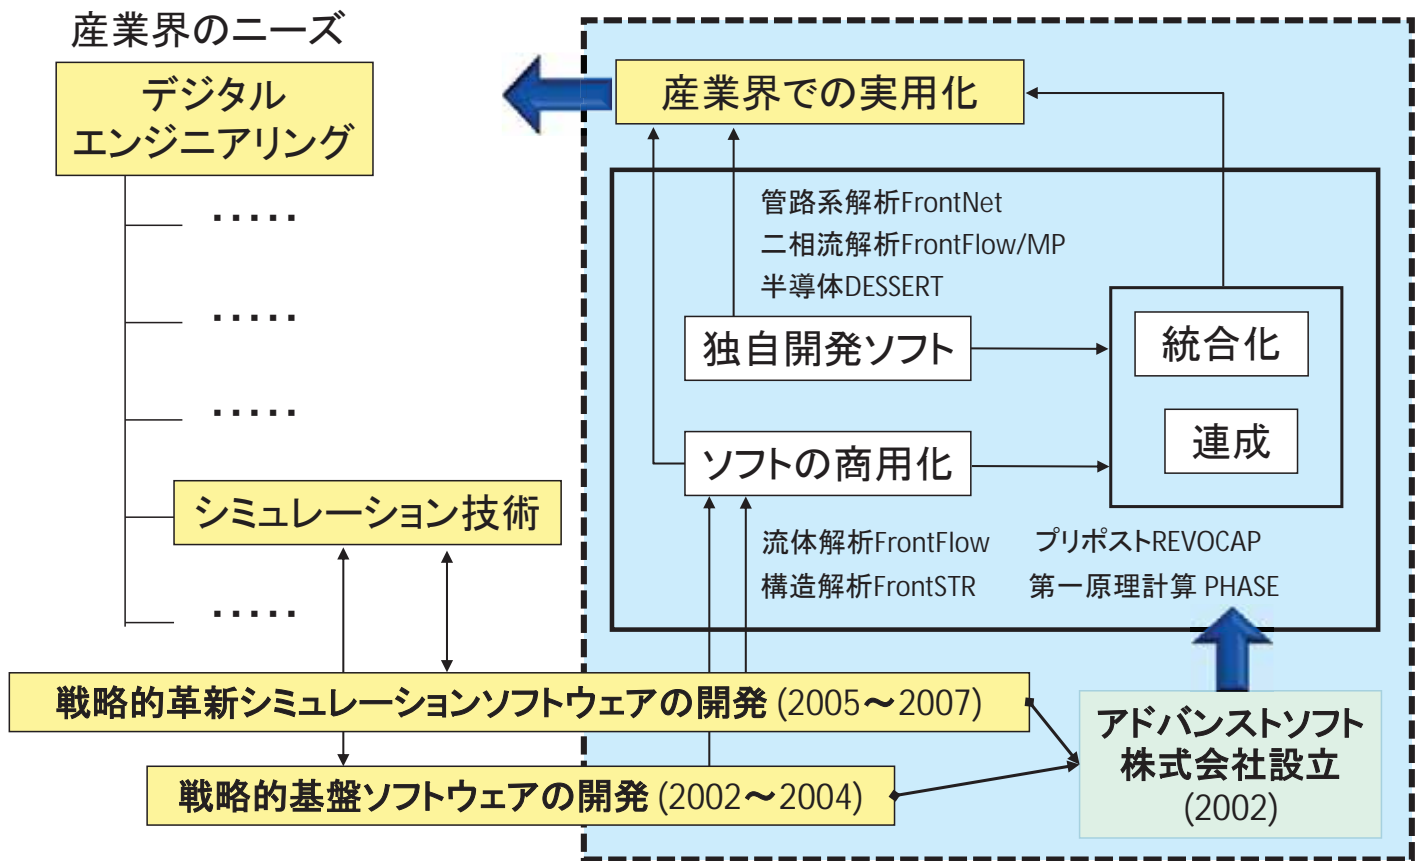 産業界のニーズ
デジタル
エンジニアリング
.....
.....
.....
シミュレーション技術
.....
産業界での実用化
管路系解析FrontNet
二相流解析FrontFlow/MP
半導体DESSERT
独自開発ソフト
統合化
連成
ソフトの商用化
流体解析FrontFlow
プリポストREVOCAP
構造解析FrontSTR
第一原理計算 PHASE
戦略的革新シミュレーションソフトウェアの開発 (2005～2007)
戦略的基盤ソフトウェアの開発 (2002～2004)
アドバンストソフト
株式会社設立
(2002)